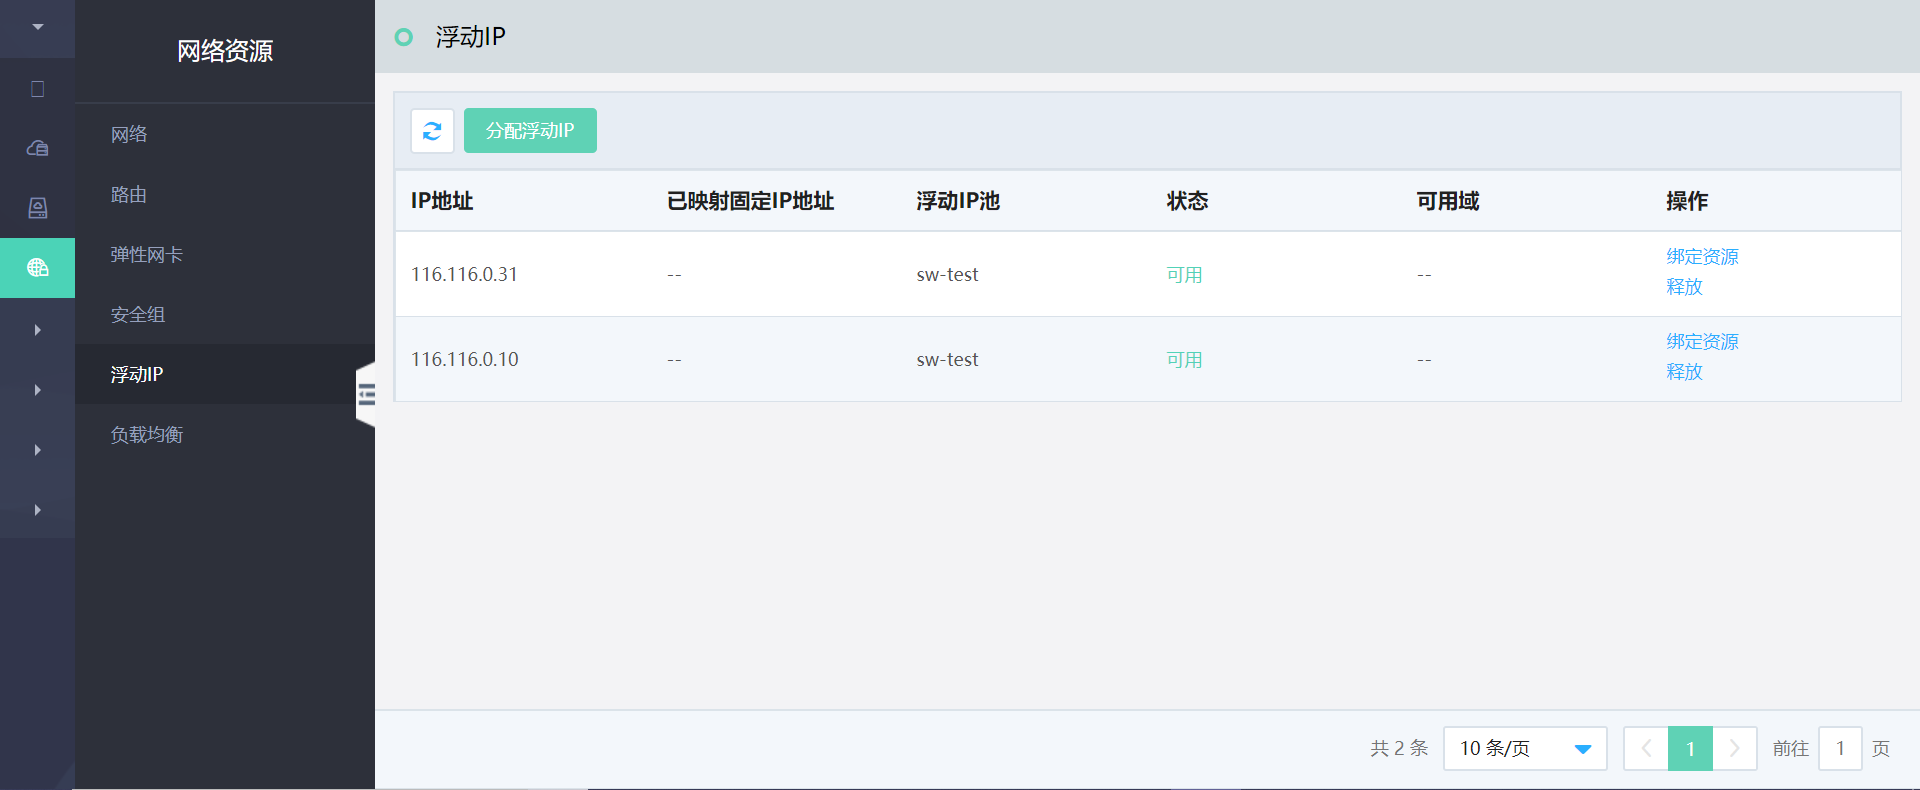 网络资源
网络
路由
弹性网卡
安全组
浮动IP
负载均衡
浮动IP
分配浮动IP
IP地址 已映射固定IP地址 浮动IP池 状态 可用域 操作
116.116.0.31 -- sw-test 可用 -- 绑定资源
释放
116.116.0.10 -- sw-test 可用 -- 绑定资源
释放
共 2 条 10 条/页 1 前往 1 页